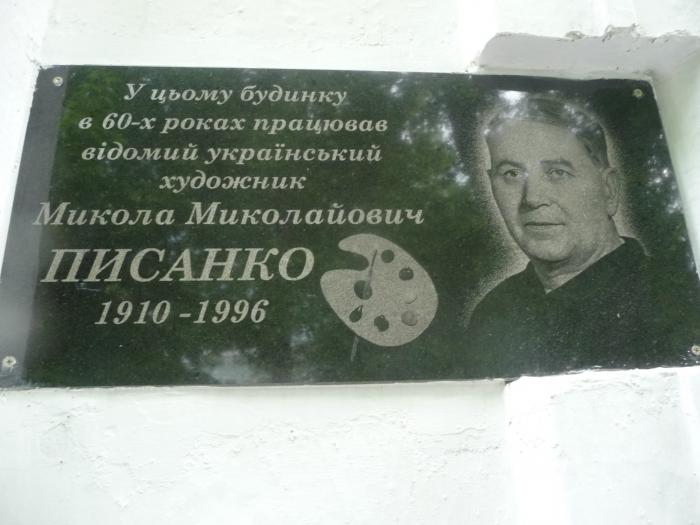 У цьому будинку
в 60-х роках працював
відомий український
художник
Микола Миколайович
ПИСАНКО
1910 -1996